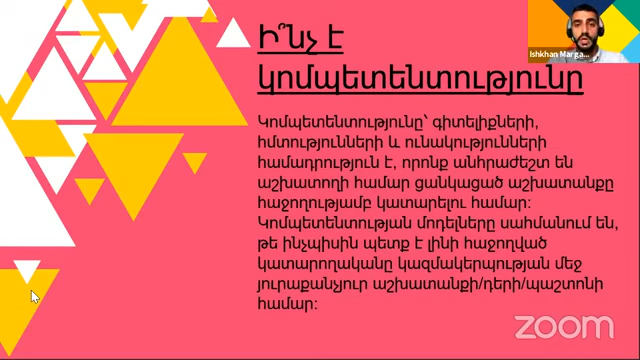 Ի՞նչ է
կոմպետենտությունը
Կոմպետենտությունը՝ գիտելիքների,
հմտությունների և ունակությունների
համադրություն է, որոնք անհրաժեշտ են
աշխատողի համար ցանկացած աշխատանքը
հաջողությամբ կատարելու համար:
Կոմպետենտության մոդելները սահմանում են,
թե ինչպիսին պետք է լինի հաջողված
կատարողականը կազմակերպության մեջ
յուրաքանչյուր աշխատանքի/դերի/պաշտոնի
համար:
Ishkhan Marga...
zoom